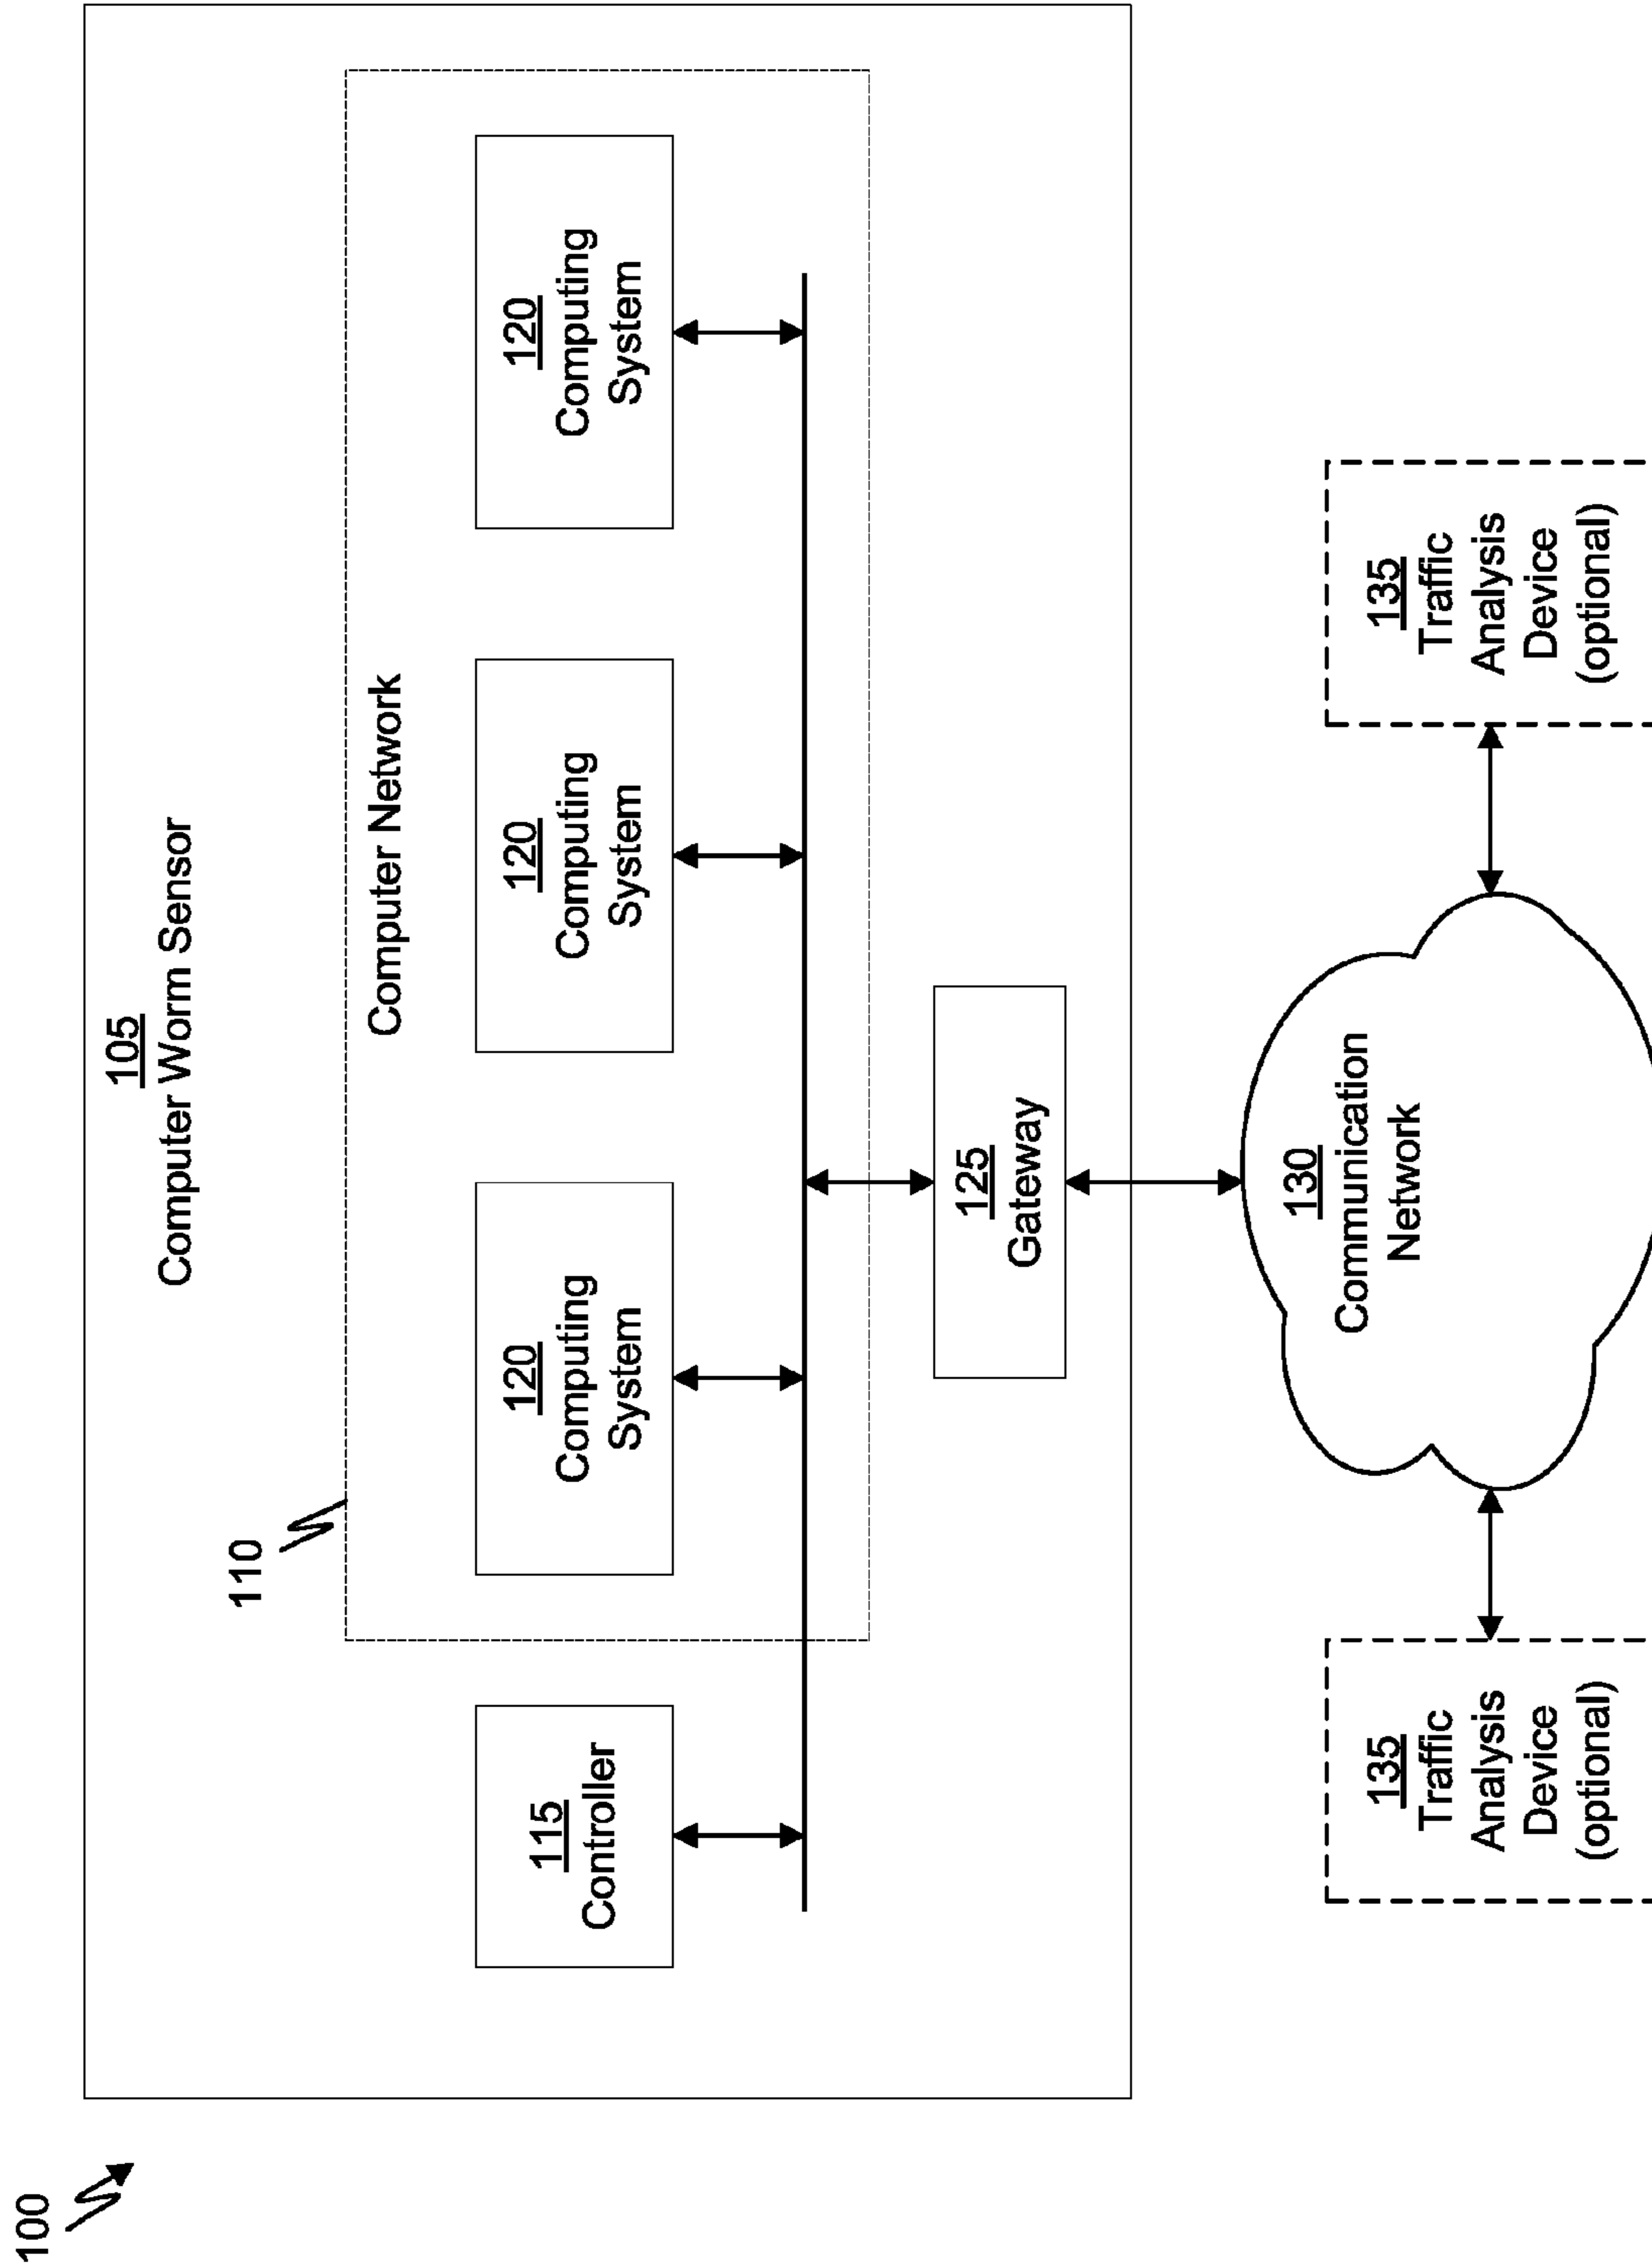 100
105
Computer Worm Sensor
110
Computer Network
115
Controller
120
Computing
System
120
Computing
System
120
Computing
System
125
Gateway
130
Communication
Network
135
Traffic
Analysis
Device
(optional)
135
Traffic
Analysis
Device
(optional)